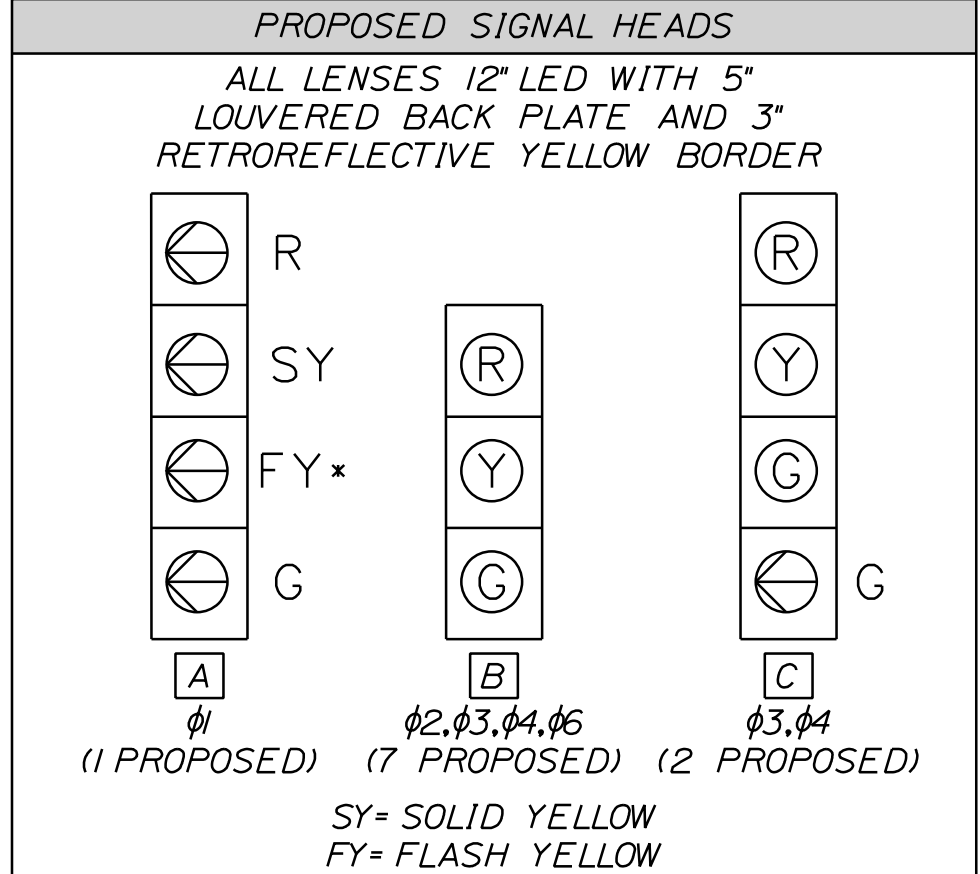 PROPOSED SIGNAL HEADS
ALL LENSES 12" LED WITH 5"
LOUVERED BACK PLATE AND 3"
RETROREFLECTIVE YELLOW BORDER
R
SY
FY*
G
A
ϕ1
(1 PROPOSED)
R
Y
G
B
ϕ2,ϕ3,ϕ4,ϕ6
(7 PROPOSED)
R
Y
G
G
C
ϕ3,ϕ4
(2 PROPOSED)
SY= SOLID YELLOW
FY= FLASH YELLOW